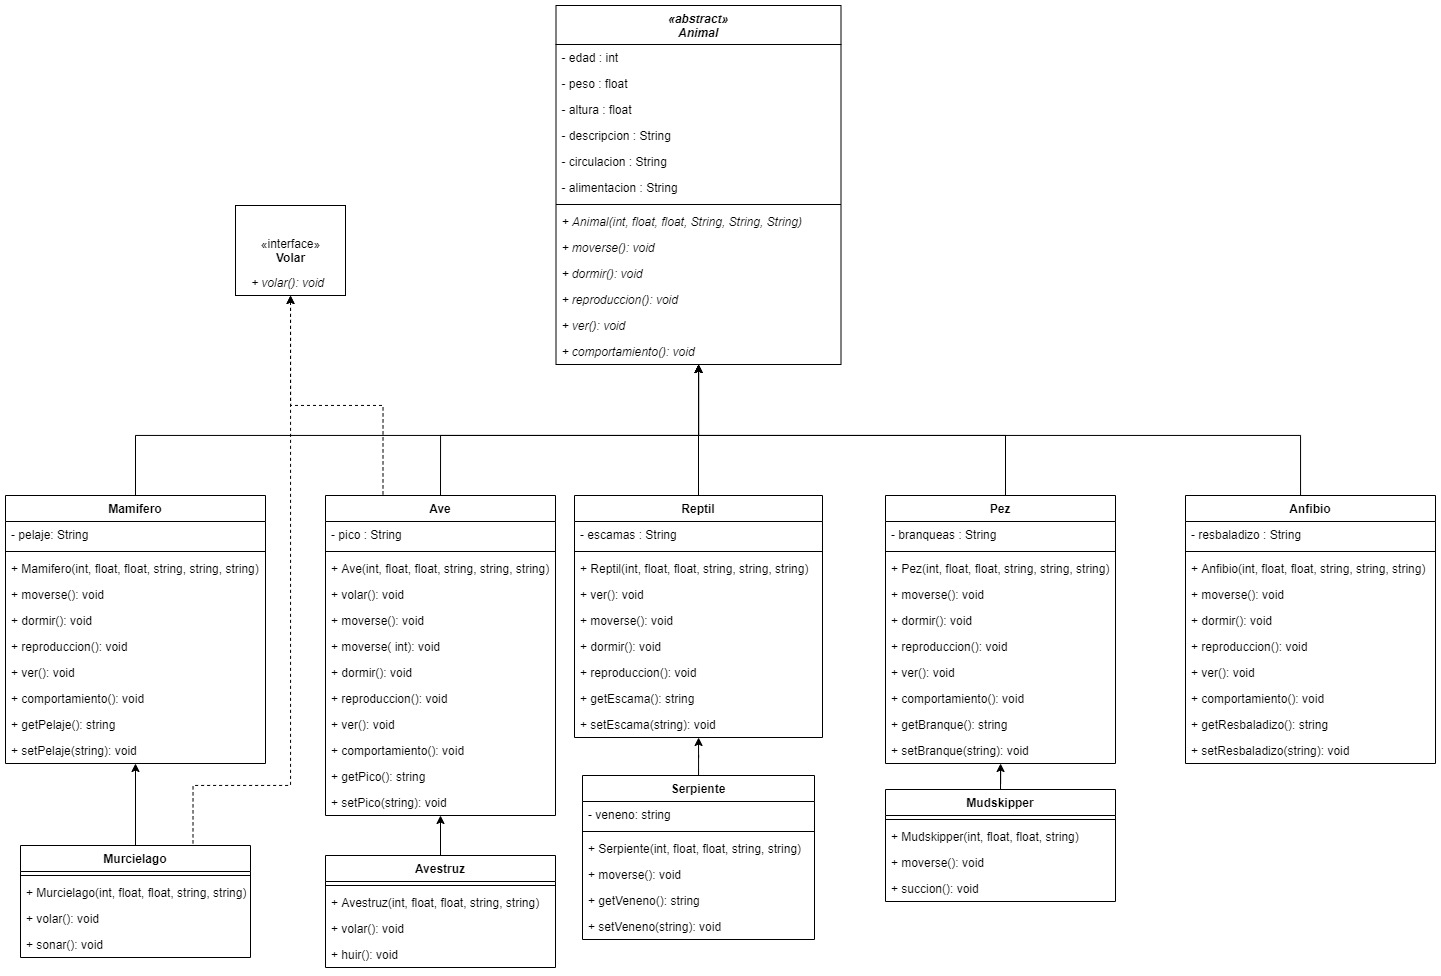 «abstract»
Animal
- edad : int
- peso : float
- altura : float
- descripcion : String
- circulacion : String
- alimentacion : String
+ Animal(int, float, float, String, String, String)
+ moverse(): void
+ dormir(): void
+ reproduccion(): void
+ ver(): void
+ comportamiento(): void
«interface»
Volar
+ volar(): void
Mamifero
- pelaje: String
+ Mamifero(int, float, float, string, string, string)
+ moverse(): void
+ dormir(): void
+ reproduccion(): void
+ ver(): void
+ comportamiento(): void
+ getPelaje(): string
+ setPelaje(string): void
Ave
- pico : String
+ Ave(int, float, float, string, string, string)
+ volar(): void
+ moverse(): void
+ moverse( int): void
+ dormir(): void
+ reproduccion(): void
+ ver(): void
+ comportamiento(): void
+ getPico(): string
+ setPico(string): void
Reptil
- escamas : String
+ Reptil(int, float, float, string, string, string)
+ ver(): void
+ moverse(): void
+ dormir(): void
+ reproduccion(): void
+ getEscama(): string
+ setEscama(string): void
Pez
- branqueas : String
+ Pez(int, float, float, string, string, string)
+ moverse(): void
+ dormir(): void
+ reproduccion(): void
+ ver(): void
+ comportamiento(): void
+ getBranque(): string
+ setBranque(string): void
Anfibio
- resbaladizo : String
+ Anfibio(int, float, float, string, string, string)
+ moverse(): void
+ dormir(): void
+ reproduccion(): void
+ ver(): void
+ comportamiento(): void
+ getResbaladizo(): string
+ setResbaladizo(string): void
Murcielago
+ Murcielago(int, float, float, string, string)
+ volar(): void
+ sonar(): void
Avestruz
+ Avestruz(int, float, float, string, string)
+ volar(): void
+ huir(): void
Serpiente
- veneno: string
+ Serpiente(int, float, float, string, string)
+ moverse(): void
+ getVeneno(): string
+ setVeneno(string): void
Mudskipper
+ Mudskipper(int, float, float, string)
+ moverse(): void
+ succion(): void